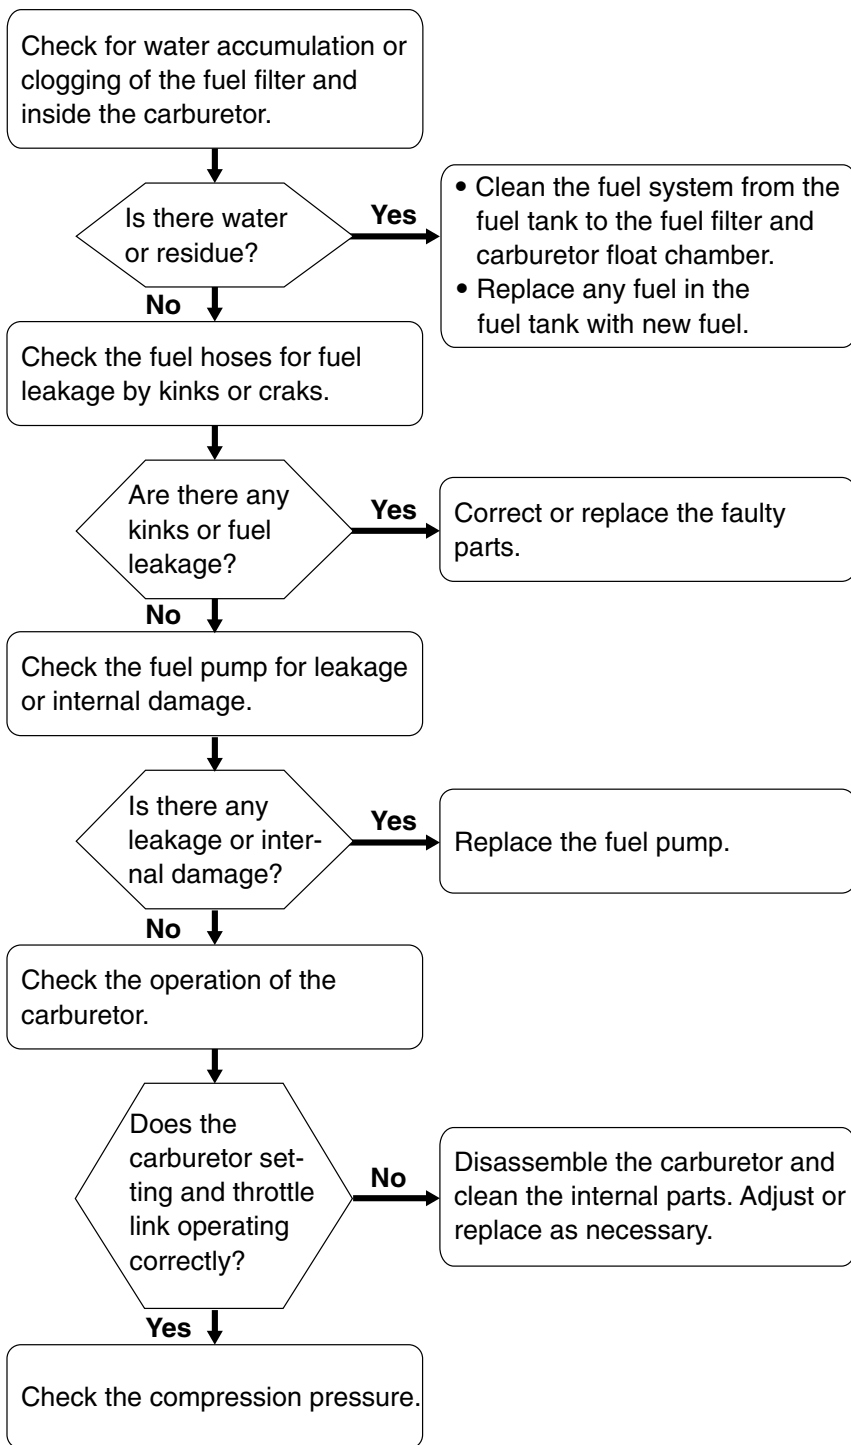 Check for water accumulation or
clogging of the fuel filter and
inside the carburetor.
Is there water
or residue?
Yes
• Clean the fuel system from the
fuel tank to the fuel filter and
carburetor float chamber.
• Replace any fuel in the
fuel tank with new fuel.
No
Check the fuel hoses for fuel
leakage by kinks or craks.
Are there any
kinks or fuel
leakage?
Yes
Correct or replace the faulty
parts.
No
Check the fuel pump for leakage
or internal damage.
Is there any
leakage or inter-
nal damage?
Yes
Replace the fuel pump.
No
Check the operation of the
carburetor.
Does the
carburetor set-
ting and throttle
link operating
correctly?
No
Disassemble the carburetor and
clean the internal parts. Adjust or
replace as necessary.
Yes
Check the compression pressure.